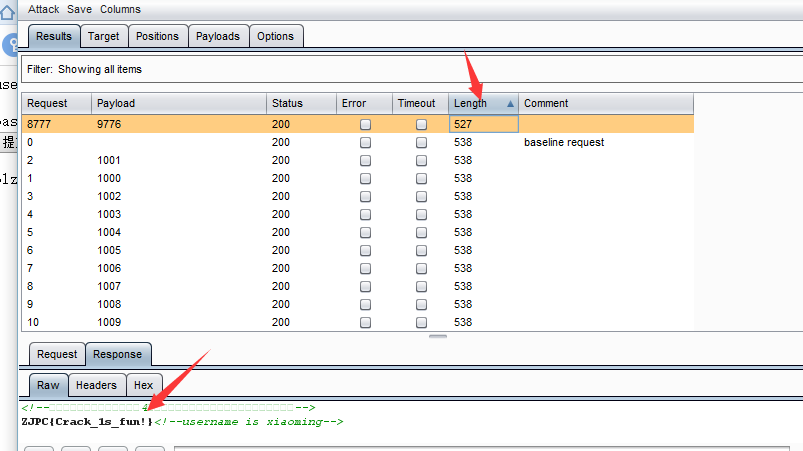 Attack Save Columns
Results Target Positions Payloads Options
Filter: Showing all items
Request Payload Status Error Timeout Length Comment
8777 9776 200 527
0 200 538 baseline request
2 1001 200 538
1 1000 200 538
3 1002 200 538
4 1003 200 538
5 1004 200 538
6 1005 200 538
7 1006 200 538
8 1007 200 538
9 1008 200 538
10 1009 200 538
Request Response
Raw Headers Hex
ZJPC{Crack_1s_fun!}<!--username is xiaoming-->